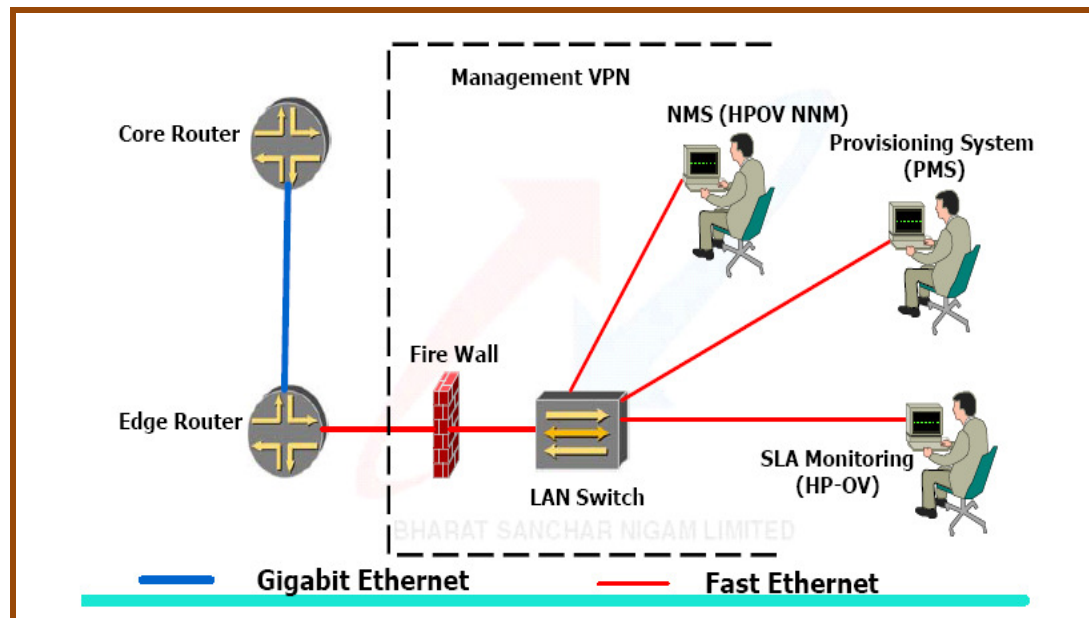 Management VPN
NMS (HPOV NNM)
Core Router
Provisioning System
(PMS)
Fire Wall
Edge Router
SLA Monitoring
(HP-OV)
LAN Switch
BHARAT SANCHAR NIGAM LIMITED
Gigabit Ethernet
Fast Ethernet